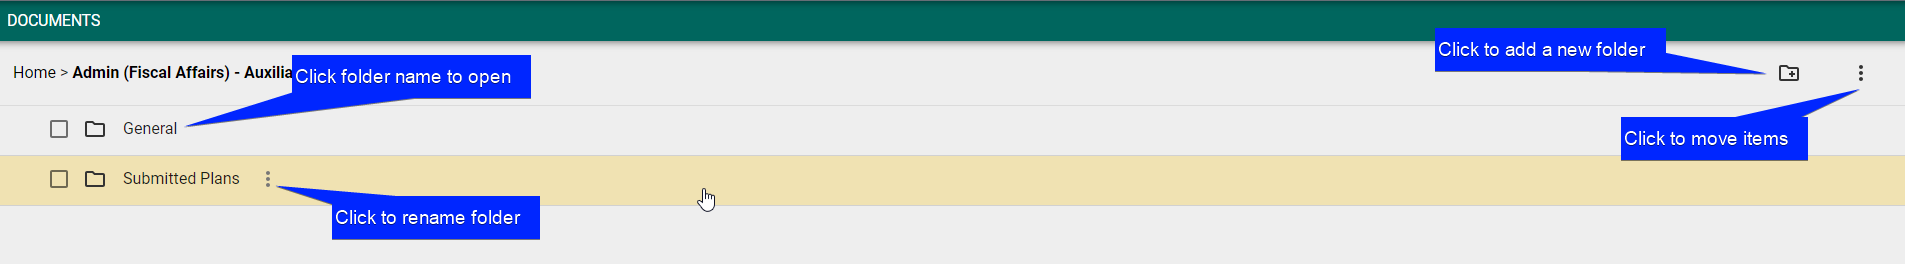 DOCUMENTS
Click to add a new folder
Home > Admin (Fiscal Affairs) - Auxilia
Click folder name to open
General
Click to move items
Submitted Plans
Click to rename folder